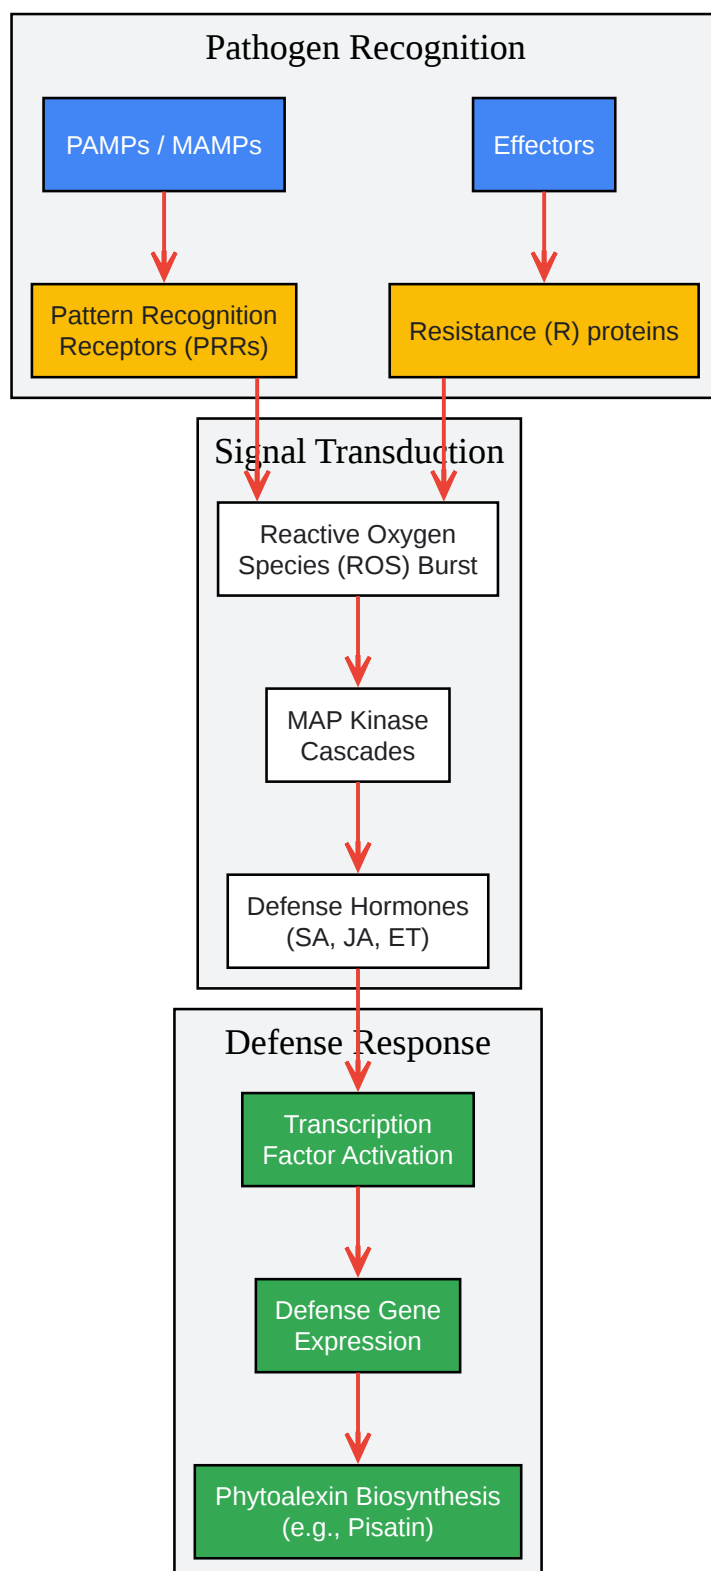 Pathogen Recognition
PAMPs / MAMPs
Effectors
Pattern Recognition
Receptors (PRRs)
Resistance (R) proteins
Signal Transduction
Reactive Oxygen
Species (ROS) Burst
MAP Kinase
Cascades
Defense Hormones
(SA, JA, ET)
Defense Response
Transcription
Factor Activation
Defense Gene
Expression
Phytoalexin Biosynthesis
(e.g., Pisatin)